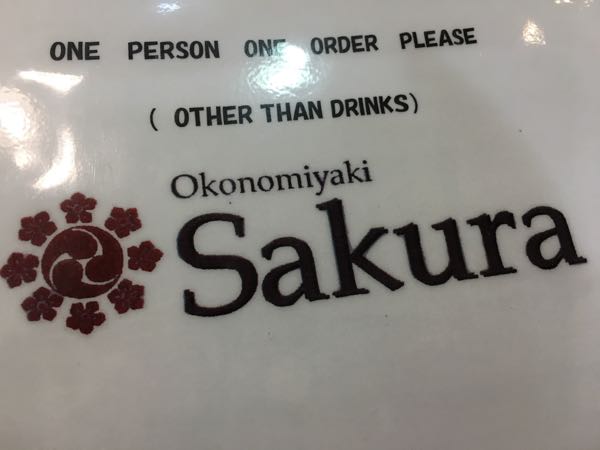 ONE PERSON ONE ORDER PLEASE
( OTHER THAN DRINKS)
Okonomiyaki
Sakura